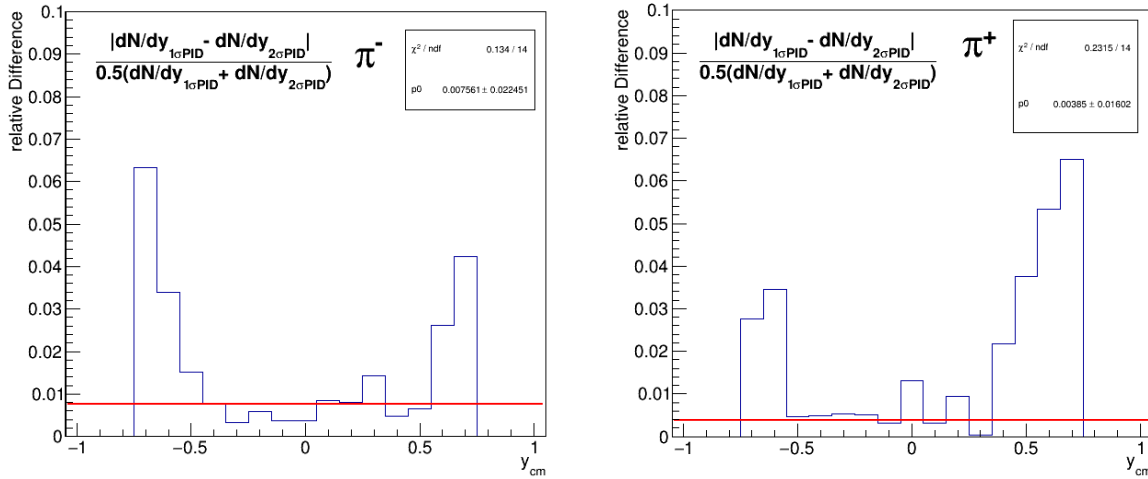 relative Difference
0.1
0.09
0.08
0.07
0.06
0.05
0.04
0.03
0.02
0.01
0
|dN/dy1σPID - dN/dy2σPID|
0.5(dN/dy1σPID + dN/dy2σPID)
π-
χ2 / ndf 0.134 / 14
p0 0.007561 ± 0.022451
−1 −0.5 0 0.5 1
ycm
relative Difference
0.1
0.09
0.08
0.07
0.06
0.05
0.04
0.03
0.02
0.01
0
|dN/dy1σPID - dN/dy2σPID|
0.5(dN/dy1σPID + dN/dy2σPID)
π+
χ2 / ndf 0.2315 / 14
p0 0.00385 ± 0.01602
−1 −0.5 0 0.5 1
ycm